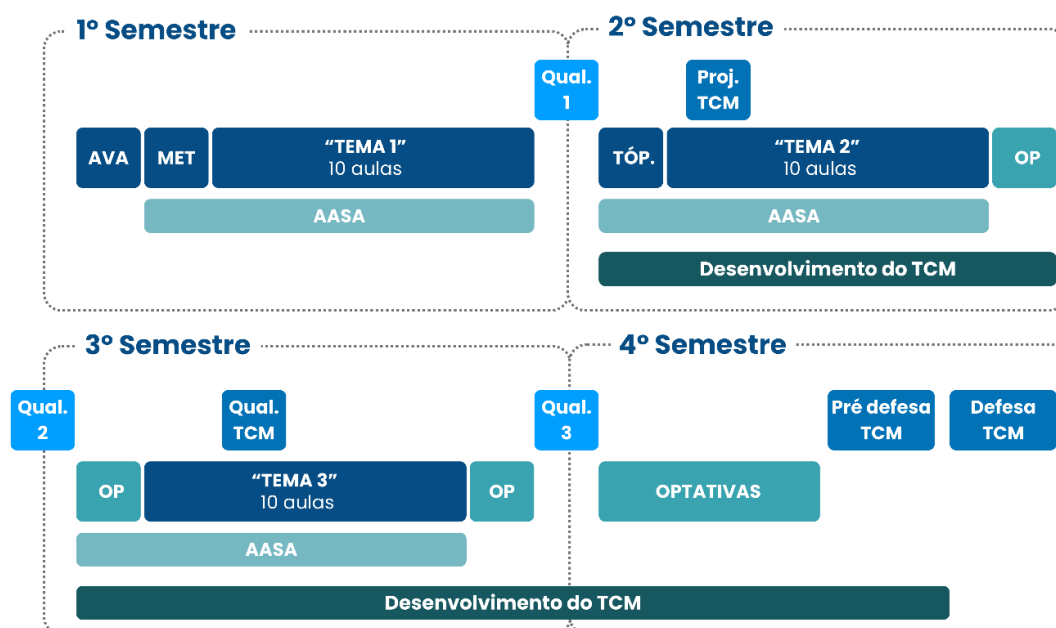 1º Semestre
2º Semestre
Qual.
1
Proj.
TCM
AVA
MET
“TEMA 1”
10 aulas
TÓP.
“TEMA 2”
10 aulas
OP
AASA
AASA
Desenvolvimento do TCM
3º Semestre
4º Semestre
Qual.
2
Qual.
TCM
Qual.
3
Pré defesa
TCM
Defesa
TCM
OP
“TEMA 3”
10 aulas
OP
OPTATIVAS
AASA
Desenvolvimento do TCM